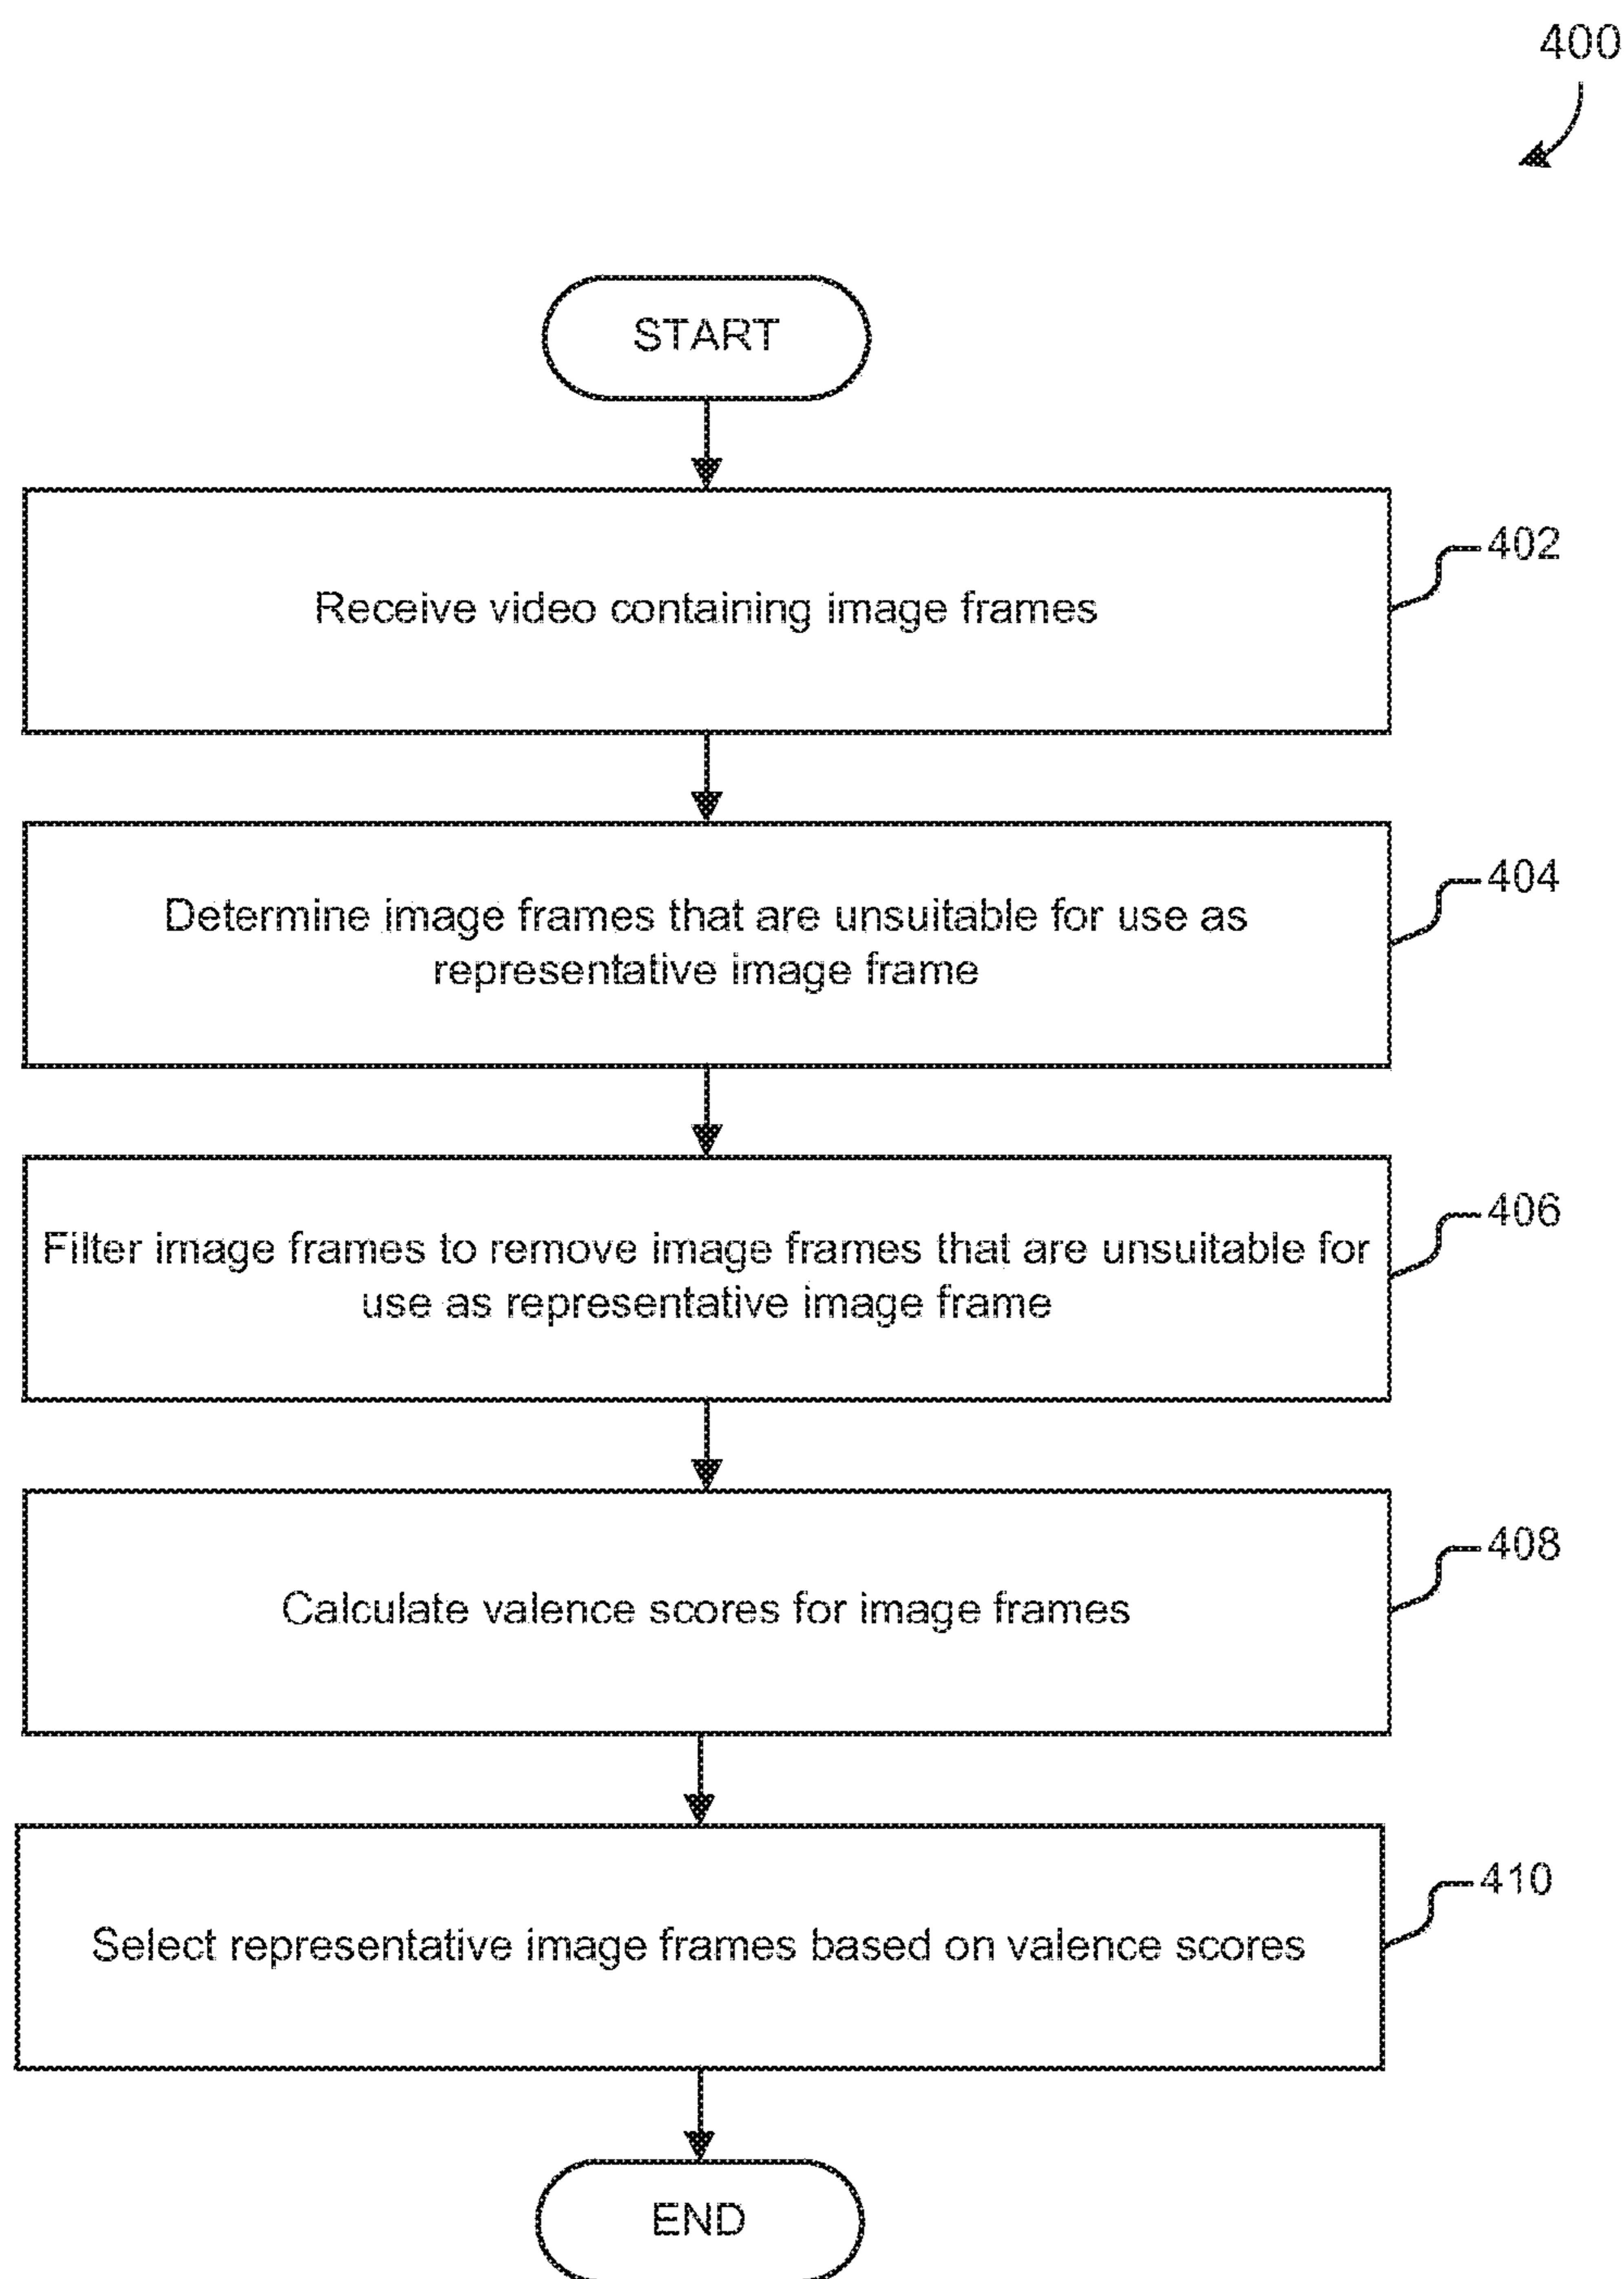 400
START
Receive video containing image frames
402
Determine image frames that are unsuitable for use as
representative image frame
404
Filter image frames to remove image frames that are unsuitable for
use as representative image frame
406
Calculate valence scores for image frames
408
Select representative image frames based on valence scores
410
END